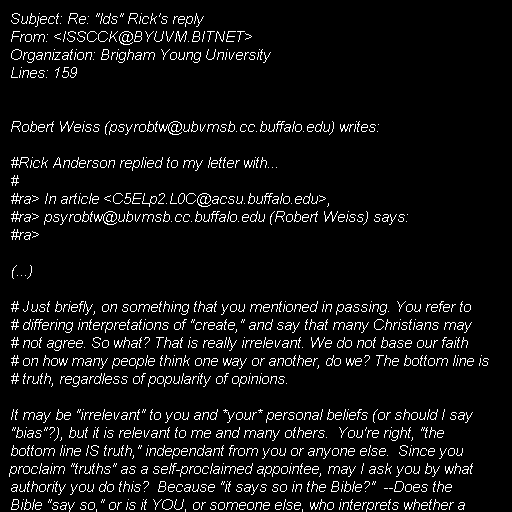 Subject: Re: "lds" Rick's reply
From: <ISSCCK@BYUVM.BITNET>
Organization: Brigham Young University
Lines: 159
Robert Weiss (psyrobtw@ubvmsb.cc.buffalo.edu) writes:
#Rick Anderson replied to my letter with...
#
#ra> In article <C5ELp2.L0C@acsu.buffalo.edu>,
#ra> psyrobtw@ubvmsb.cc.buffalo.edu (Robert Weiss) says:
#ra>
(...)
# Just briefly, on something that you mentioned in passing. You refer to
# differing interpretations of "create," and say that many Christians may
# not agree. So what? That is really irrelevant. We do not base our faith
# on how many people think one way or another, do we? The bottom line is
# truth, regardless of popularity of opinions.
It may be "irrelevant" to you and *your* personal beliefs (or should I say
"bias"?), but it is relevant to me and many others.  You're right, "the
bottom line IS truth," independant from you or anyone else.  Since you
proclaim "truths" as a self-proclaimed appointee, may I ask you by what
authority you do this?  Because "it says so in the Bible?"  --Does the
Bible "say so," or is it YOU, or someone else, who interprets whether a